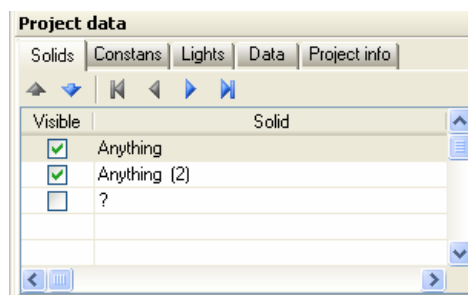 Project data
Solids Constans Lights Data Project info
Visible Solid
Anything
Anything (2)
?